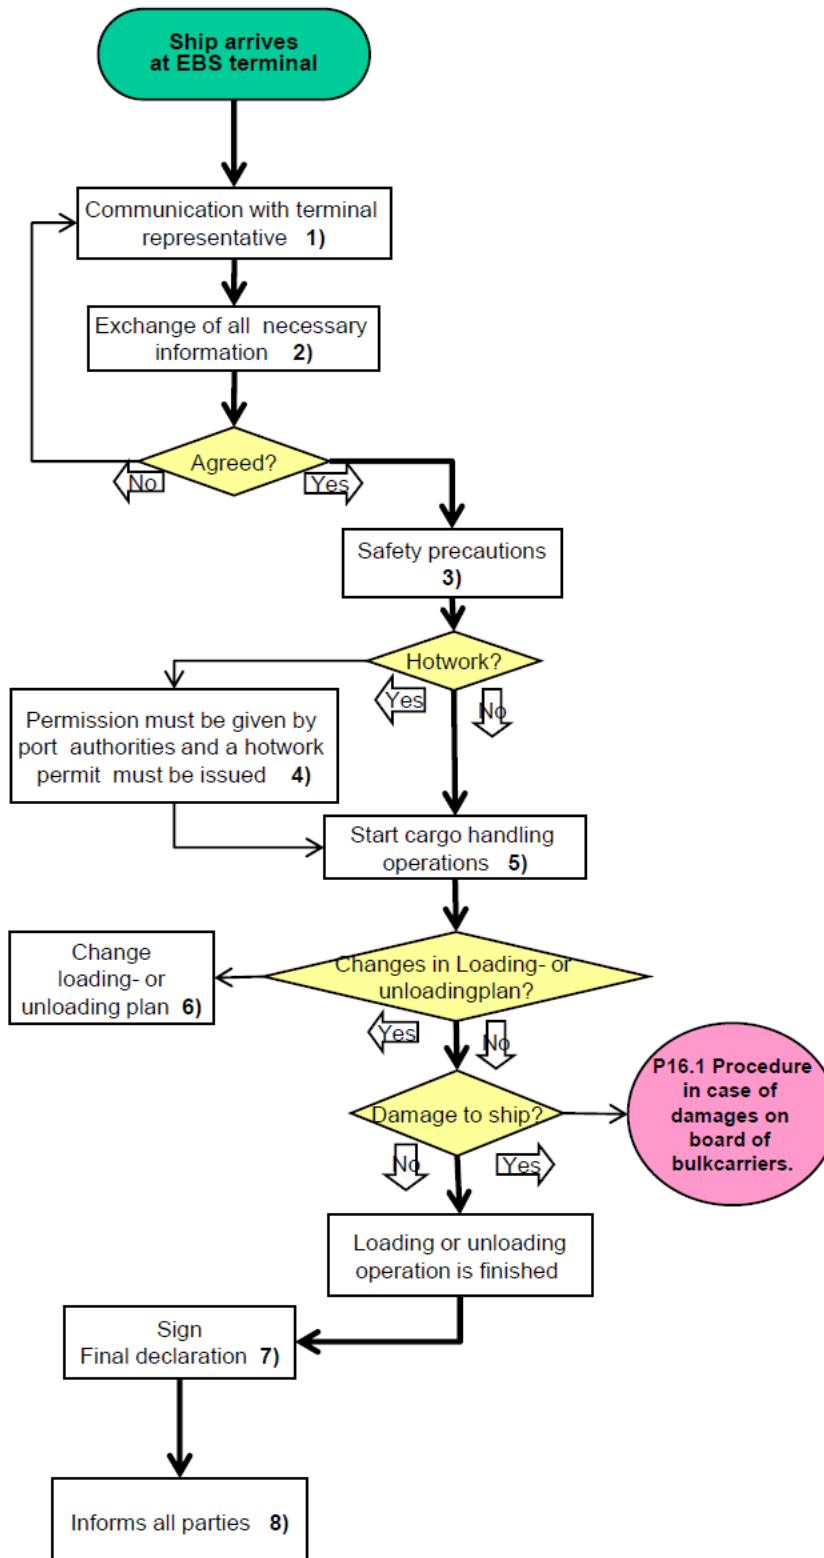 Ship arrives
at EBS terminal
Communication with terminal
representative 1)
Exchange of all necessary
information 2)
Agreed?
No
Yes
Safety precautions
3)
Hotwork?
Yes
No
Permission must be given by
port authorities and a hotwork
permit must be issued 4)
Start cargo handling
operations 5)
Changes in Loading- or
unloadingplan?
Change
loading- or
unloading plan 6)
Yes
No
Damage to ship?
No
Yes
P16.1 Procedure
in case of
damages on
board of
bulkcarriers.
Loading or unloading
operation is finished
Sign
Final declaration 7)
Informs all parties 8)